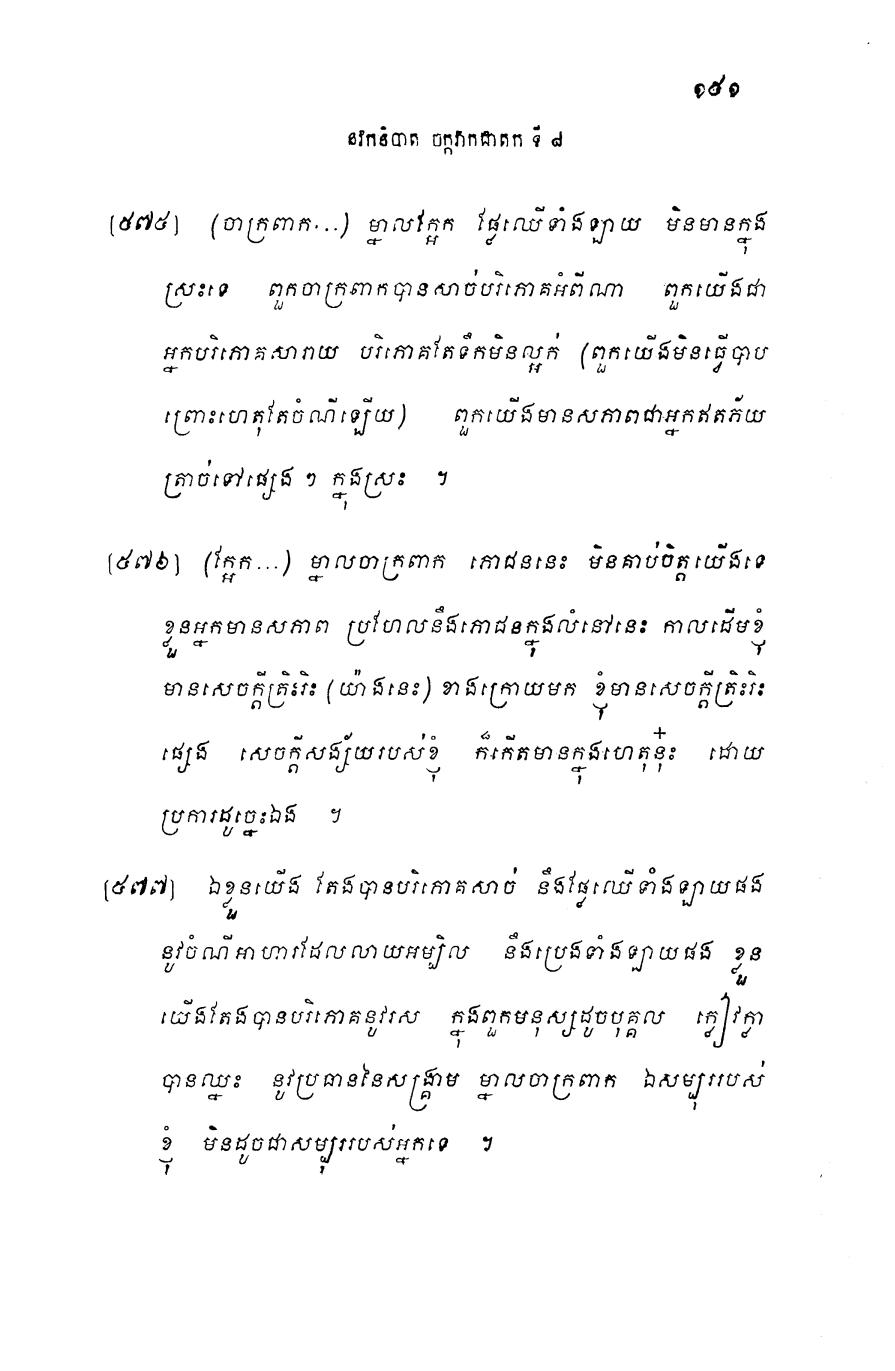 ១៥១
នវកនិបាត ចក្កវាកជាតក ទី ៨
[៥៧៥] (ចាក្រពាក...) ម្នាលក្អែក ផ្លែឈើទាំងឡាយ មិនមានក្នុង
ស្រះទេ ពួកចាក្រពាកបានសាច់បរិភោគអំពីណា ពួកយើងជា
អ្នកបរិភោគសារាយ បរិភោគតែទឹកមិនល្អក់ (ពួកយើងមិនធ្វើបាប
ព្រោះហេតុតែចំណីឡើយ) ពួកយើងមានសភាពជាអ្នកឥតភ័យ
ត្រាច់ទៅផ្សេង ៗ ក្នុងស្រះ ។
[៥៧៦] (ក្អែក...) ម្នាលចាក្រពាក ភោជននេះ មិនគាប់ចិត្តយើងទេ
ខ្លួនអ្នកមានសភាព ប្រហែលនឹងភោជនក្នុងលំនៅនេះ កាលដើមខ្ញុំ
មានសេចក្តីត្រិះរិះ (យ៉ាងនេះ) ខាងក្រោយមក ខ្ញុំមានសេចក្តីត្រិះរិះ
ផ្សេង សេចក្តីសង្ស័យរបស់ខ្ញុំ ក៏កើតមានក្នុងហេតុនុ៎ះ ដោយ
ប្រការដូច្នេះឯង ។
[៥៧៧] ឯខ្លួនយើង តែងបានបរិភោគសាច់ នឹងផ្លែឈើទាំងឡាយផង
នូវចំណីអាហារដែលលាយអម្បិល នឹងប្រេងទាំងឡាយផង ខ្លួន
យើងតែងបានបរិភោគនូវរស ក្នុងពួកមនុស្សដូចបុគ្គល ក្លៀវក្លា
បានឈ្នះ នូវប្រធាននៃសង្គ្រាម ម្នាលចាក្រពាក ឯសម្បុររបស់
ខ្ញុំ មិនដូចជាសម្បុររបស់អ្នកទេ ។